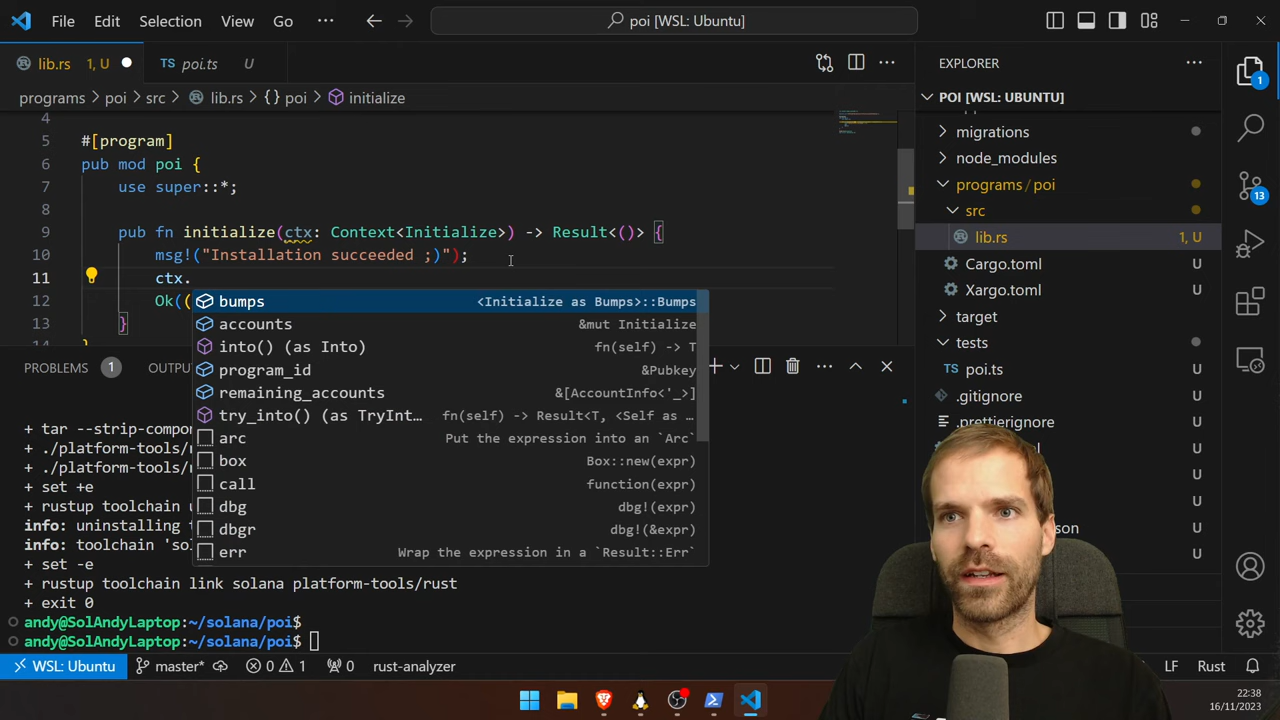 File Edit Selection View Go ··· poi [WSL: Ubuntu]
lib.rs 1, U
TS poi.ts U
EXPLORER
programs > poi > src > lib.rs > {} poi > initialize
POI [WSL: UBUNTU]
4
5 #[program]
6 pub mod poi {
7 use super::*;
8
9 pub fn initialize(ctx: Context<Initialize>) -> Result<()> {
10 msg!("Installation succeeded ;)");
11 ctx.
12 Ok((
13 }
bumps <Initialize as Bumps>::Bumps
accounts &mut Initialize
into() (as Into) fn(self) -> T
program_id &Pubkey
remaining_accounts &[AccountInfo<'_>]
try_into() (as TryInt… fn(self) -> Result<T, <Self as …
arc Put the expression into an `Arc`
box Box::new(expr)
call function(expr)
dbg dbg!(expr)
dbgr dbg!(&expr)
err Wrap the expression in a `Result::Err`
migrations
node_modules
programs / poi
src
lib.rs 1, U
Cargo.toml
Xargo.toml
target
tests
poi.ts U
.gitignore U
.prettierignore U
U
U
U
son U
U
1
13
PROBLEMS 1 OUTPU
+ tar --strip-compo
+ ./platform-tools/r
+ ./platform-tools/r
+ set +e
+ rustup toolchain u
info: uninstalling t
info: toolchain 'sol
+ set -e
+ rustup toolchain link solana platform-tools/rust
+ exit 0
andy@SolAndyLaptop:~/solana/poi$
andy@SolAndyLaptop:~/solana/poi$
WSL: Ubuntu master* 0 1 0 rust-analyzer LF Rust
22:38
16/11/2023